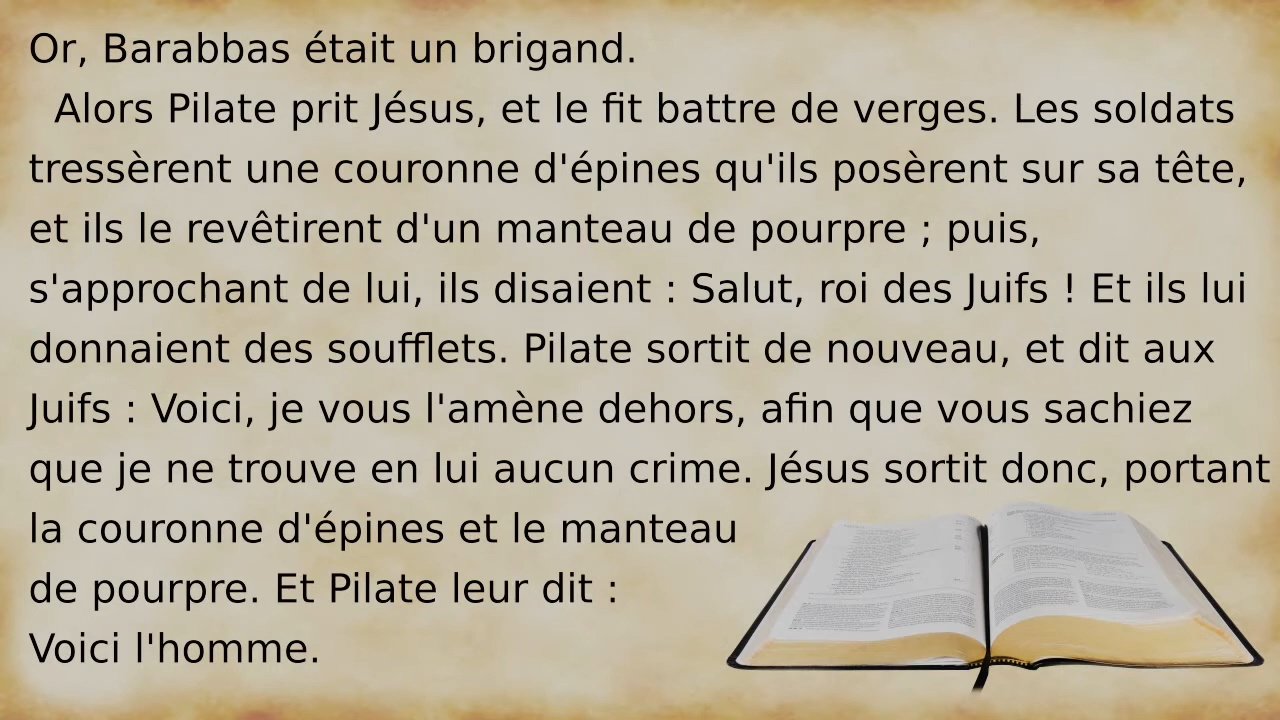 Or, Barabbas était un brigand.
Alors Pilate prit Jésus, et le fit battre de verges. Les soldats
tressèrent une couronne d'épines qu'ils posèrent sur sa tête,
et ils le revêtirent d'un manteau de pourpre ; puis,
s'approchant de lui, ils disaient : Salut, roi des Juifs ! Et ils lui
donnaient des soufflets. Pilate sortit de nouveau, et dit aux
Juifs : Voici, je vous l'amène dehors, afin que vous sachiez
que je ne trouve en lui aucun crime. Jésus sortit donc, portant
la couronne d'épines et le manteau
de pourpre. Et Pilate leur dit :
Voici l'homme.